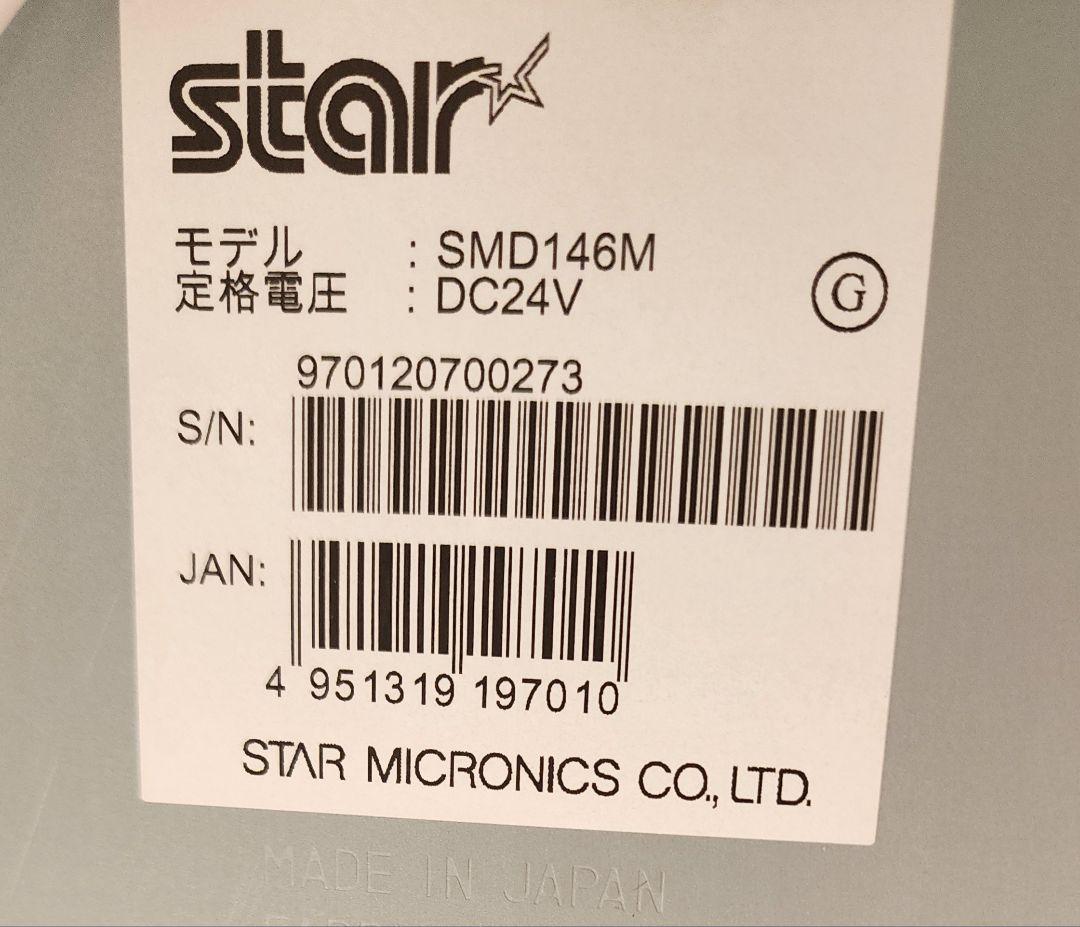 star
モデル : SMD146M
定格電圧 : DC24V
G
970120700273
S/N:
JAN:
4 951319 197010
STAR MICRONICS CO., LTD.
MADE IN JAPAN